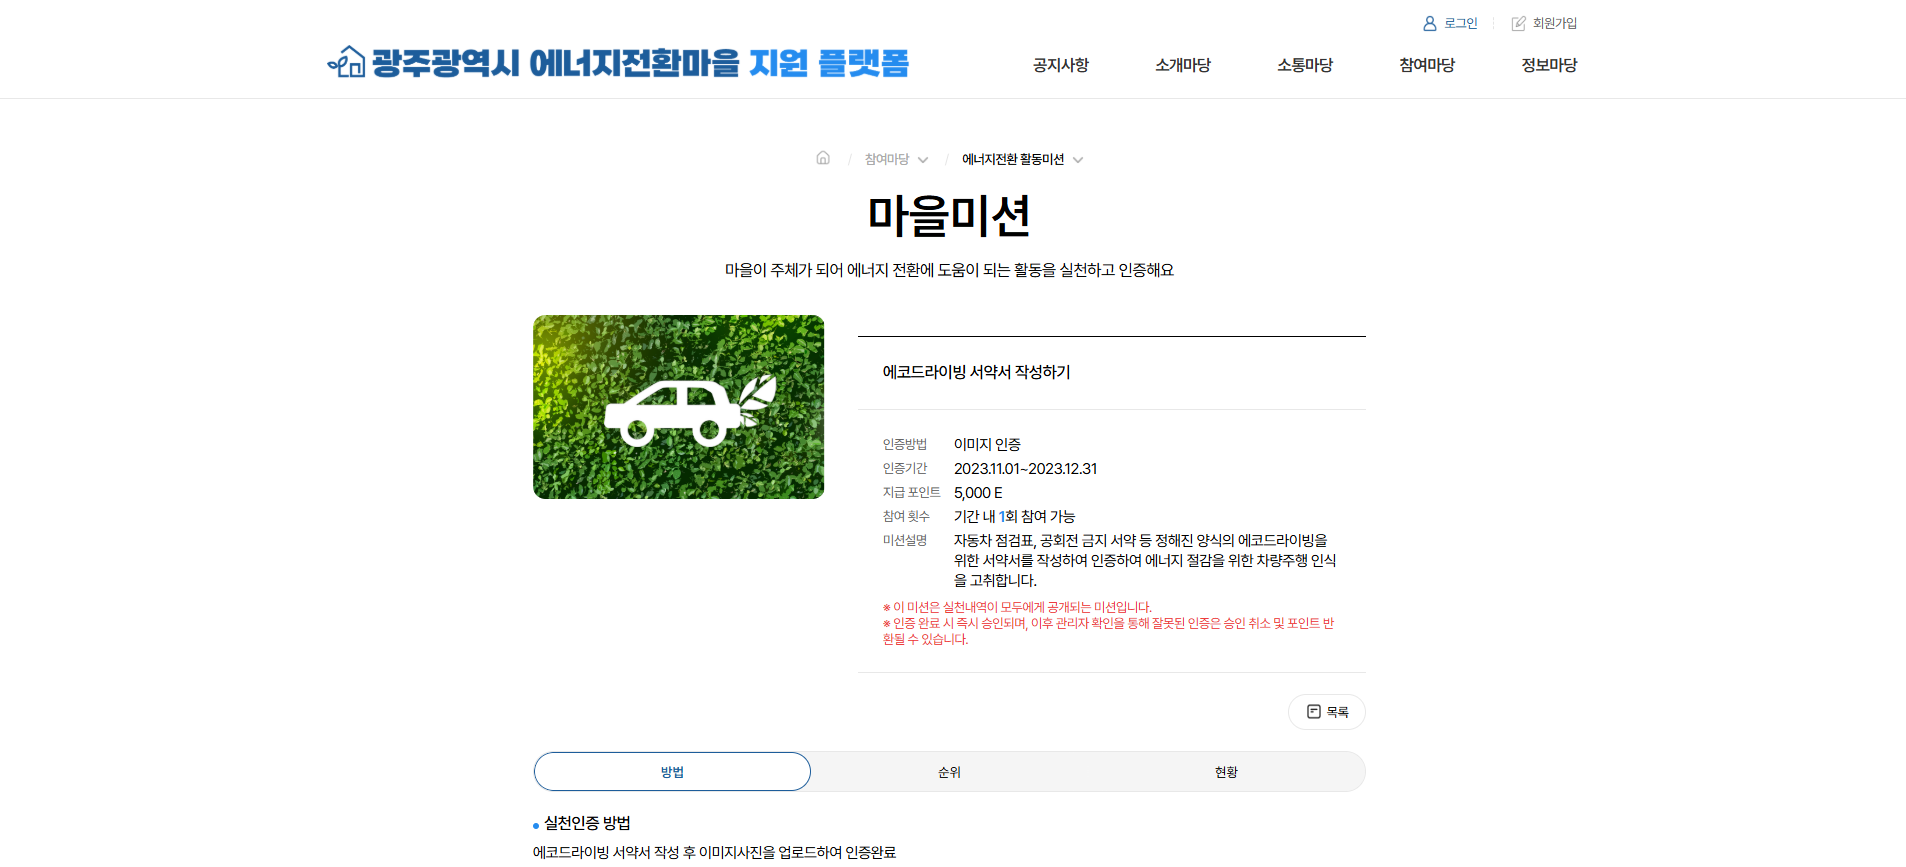 로그인
회원가입
광주광역시 에너지전환마을 지원 플랫폼
공지사항
소개마당
소통마당
참여마당
정보마당
/ 참여마당 / 에너지전환 활동미션
마을미션
마을이 주체가 되어 에너지 전환에 도움이 되는 활동을 실천하고 인증해요
에코드라이빙 서약서 작성하기
인증방법 이미지 인증
인증기간 2023.11.01~2023.12.31
지급 포인트 5,000 E
참여 횟수 기간 내 1회 참여 가능
미션설명 자동차 점검표, 공회전 금지 서약 등 정해진 양식의 에코드라이빙을
위한 서약서를 작성하여 인증하여 에너지 절감을 위한 차량주행 인식
을 고취합니다.
※ 이 미션은 실천내역이 모두에게 공개되는 미션입니다.
※ 인증 완료 시 즉시 승인되며, 이후 관리자 확인을 통해 잘못된 인증은 승인 취소 및 포인트 반
환될 수 있습니다.
목록
방법
순위
현황
실천인증 방법
에코드라이빙 서약서 작성 후 이미지사진을 업로드하여 인증완료